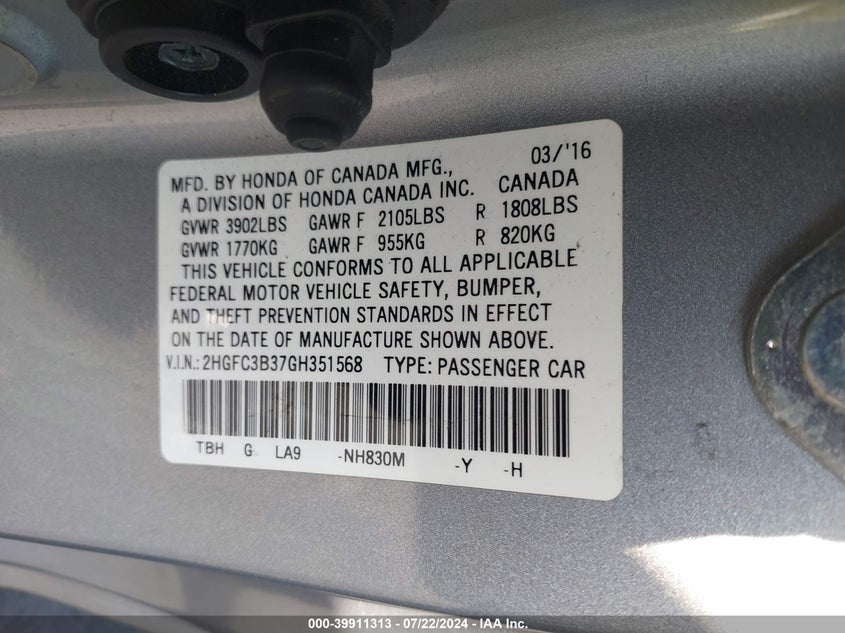 03/'16
MFD. BY HONDA OF CANADA MFG.,
A DIVISION OF HONDA CANADA INC. CANADA
GVWR 3902LBS GAWR F 2105LBS R 1808LBS
GVWR 1770KG GAWR F 955KG R 820KG
THIS VEHICLE CONFORMS TO ALL APPLICABLE
FEDERAL MOTOR VEHICLE SAFETY, BUMPER,
AND THEFT PREVENTION STANDARDS IN EFFECT
ON THE DATE OF MANUFACTURE SHOWN ABOVE.
V.I.N.: 2HGFC3B37GH351568 TYPE: PASSENGER CAR
TBH G LA9 -NH830M -Y -H
000-39911313 / 07/22/2024 - IAA Inc.